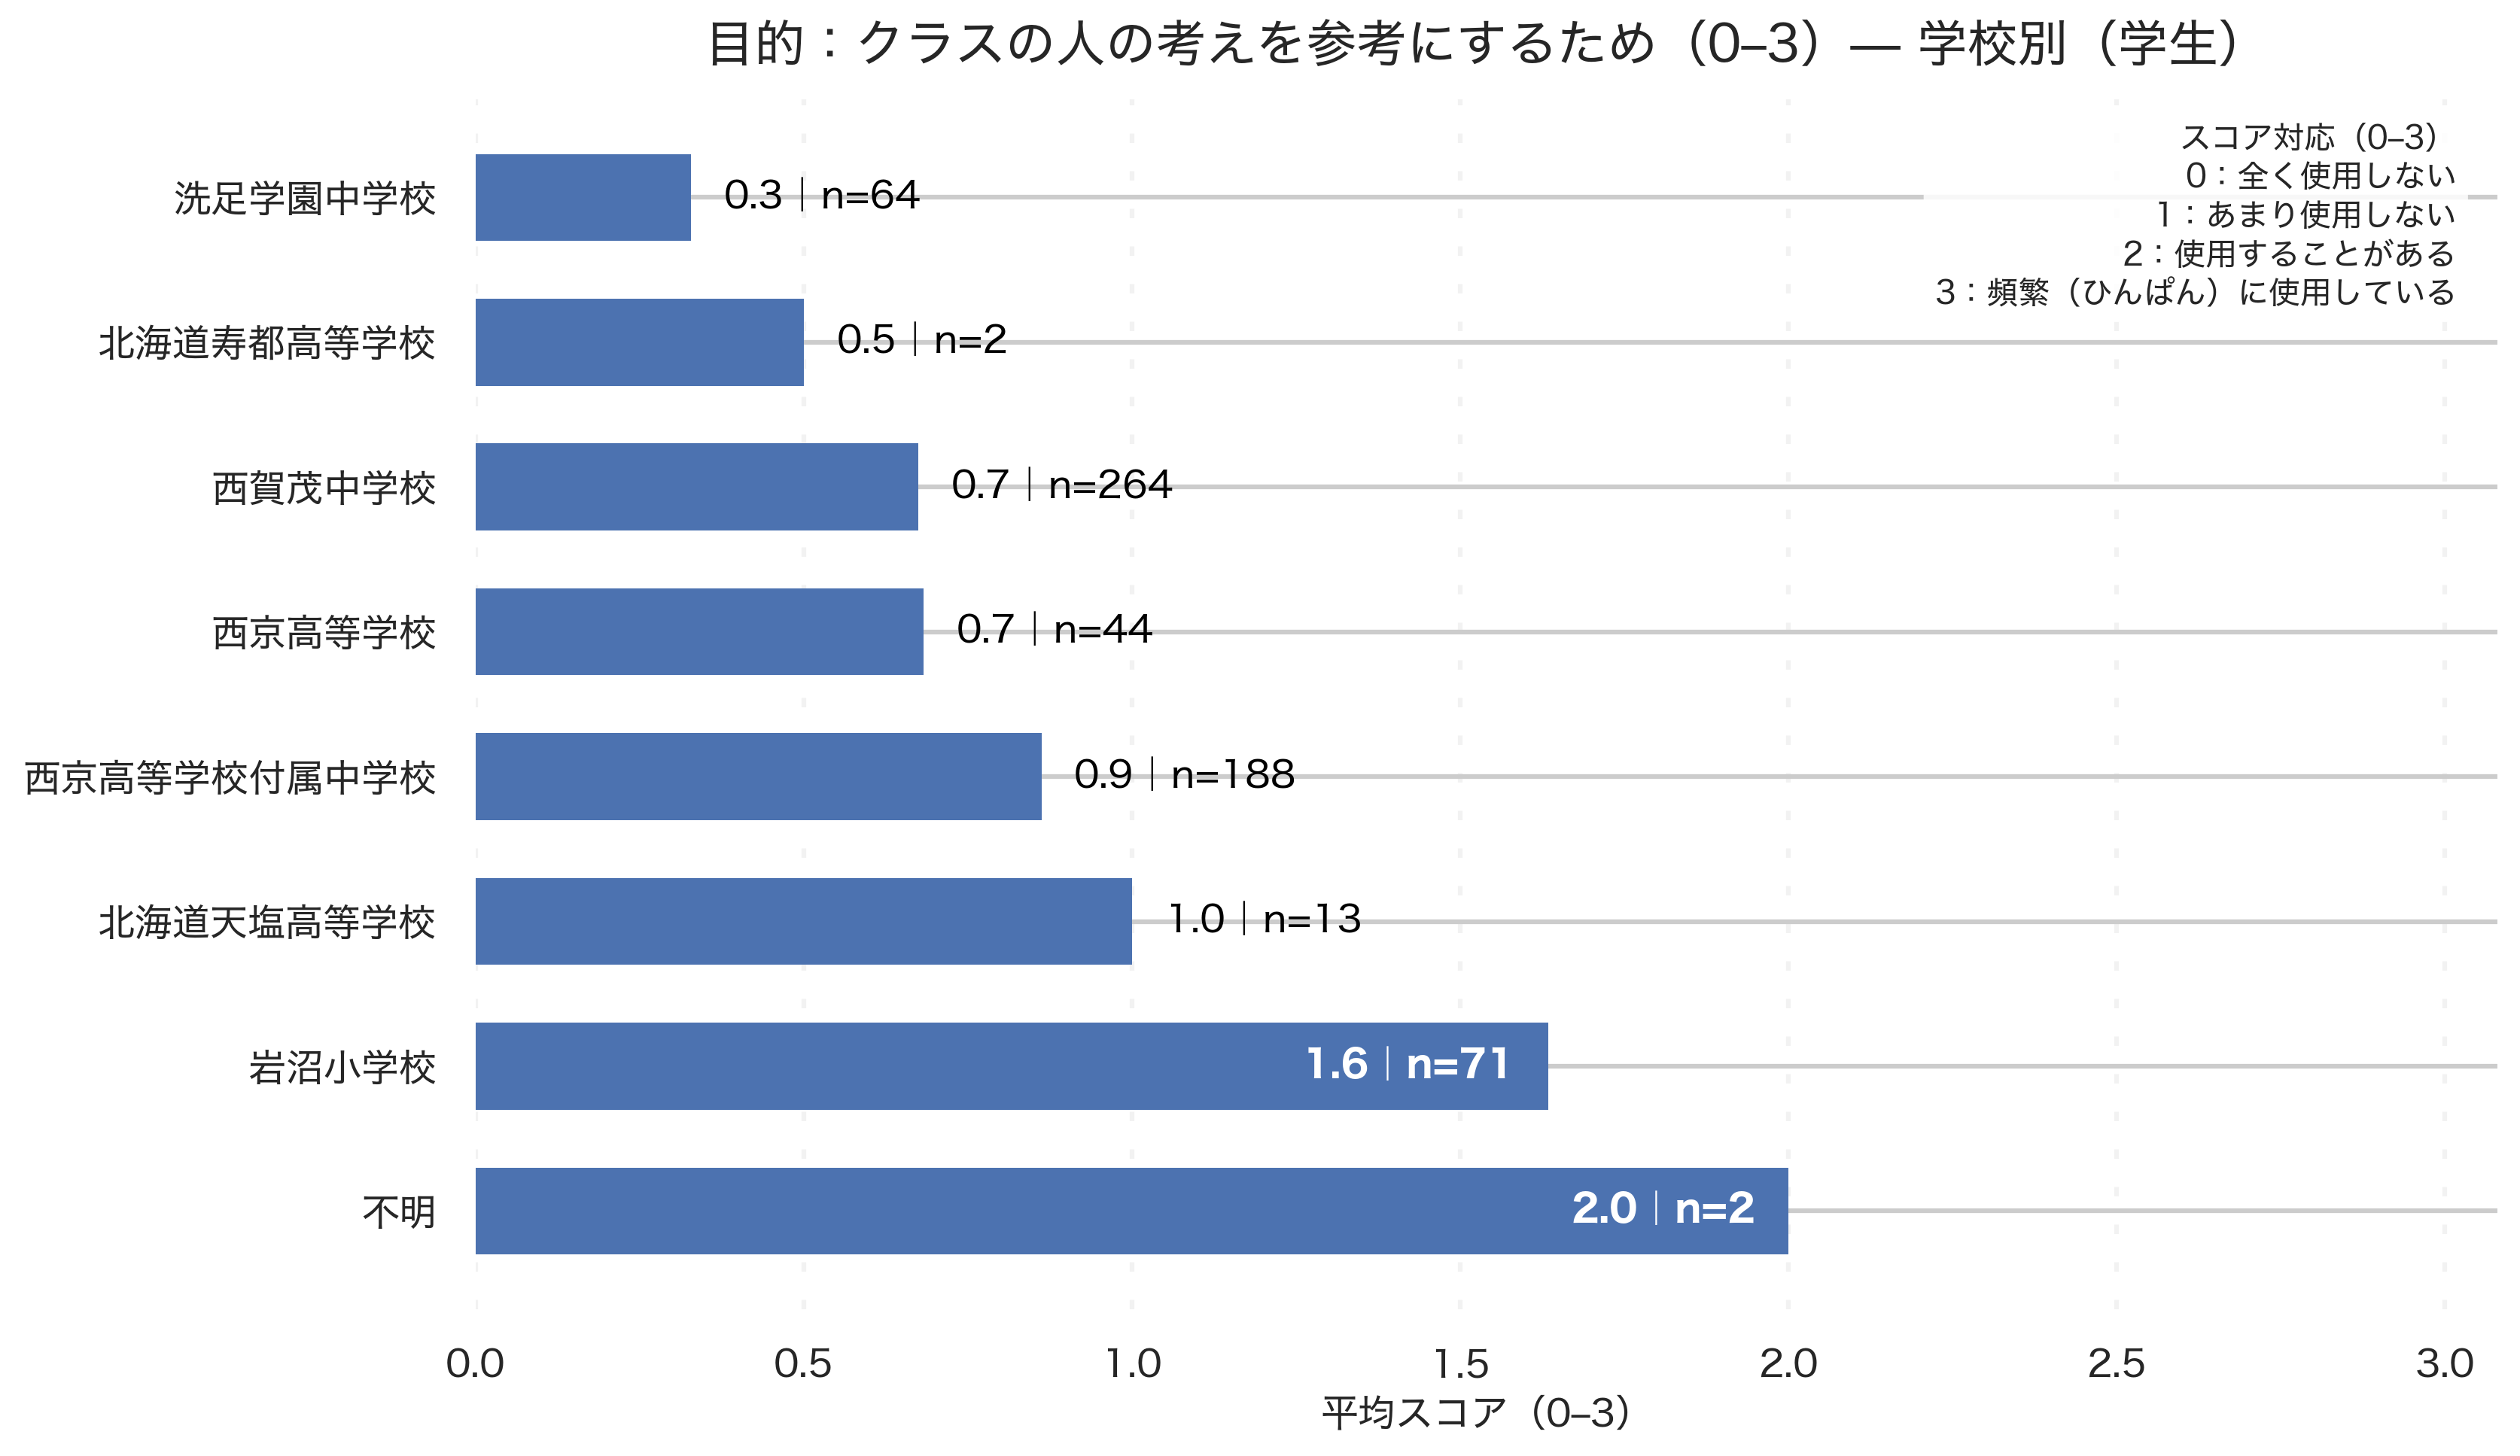 目的：クラスの人の考えを参考にするため（0–3） — 学校別（学生）
スコア対応（0–3）
0：全く使用しない
1：あまり使用しない
2：使用することがある
3：頻繁（ひんぱん）に使用している
洗足学園中学校 0.3｜n=64
北海道寿都高等学校 0.5｜n=2
西賀茂中学校 0.7｜n=264
西京高等学校 0.7｜n=44
西京高等学校付属中学校 0.9｜n=188
北海道天塩高等学校 1.0｜n=13
岩沼小学校 1.6｜n=71
不明 2.0｜n=2
0.0 0.5 1.0 1.5 2.0 2.5 3.0
平均スコア（0–3）